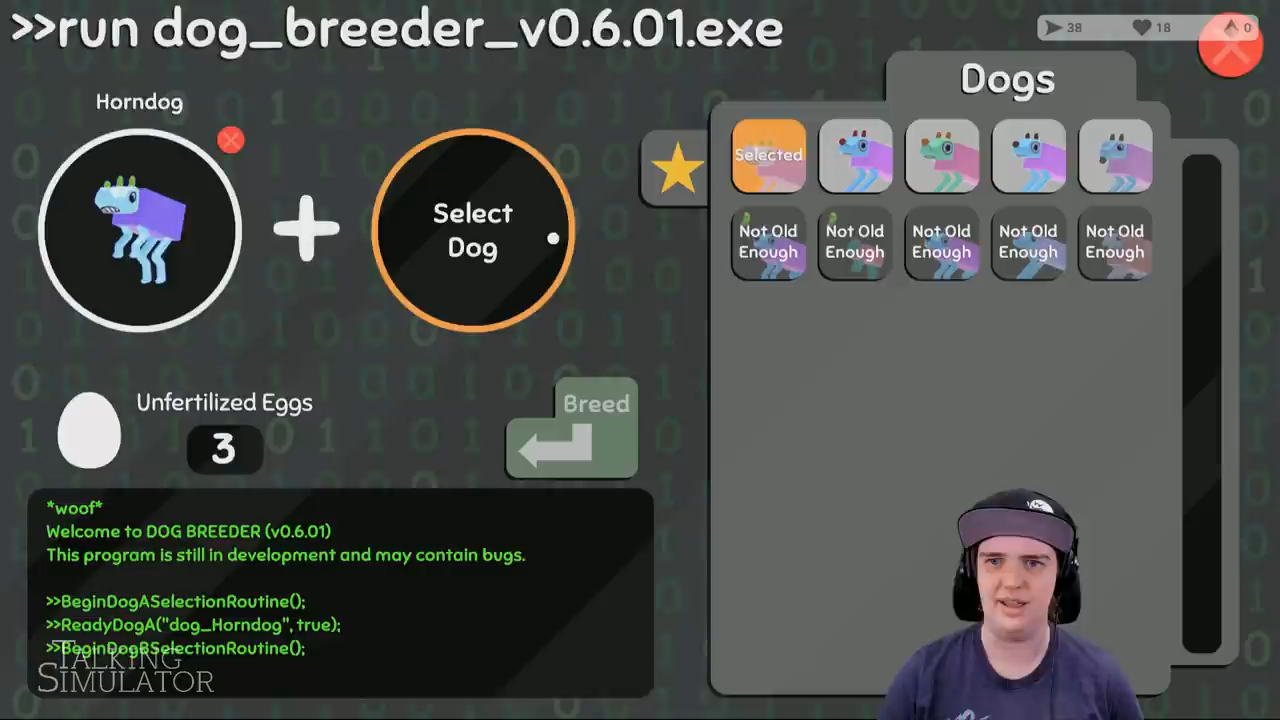 >>run dog_breeder_v0.6.01.exe
38
18
0
Dogs
Horndog
Select
Dog
Selected
Not Old
Enough
Not Old
Enough
Not Old
Enough
Not Old
Enough
Not Old
Enough
Unfertilized Eggs
3
Breed
*woof*
Welcome to DOG BREEDER (v0.6.01)
This program is still in development and may contain bugs.
>>BeginDogASelectionRoutine();
>>ReadyDogA("dog_Horndog", true);
>>BeginDogBSelectionRoutine();
TALKING
SIMULATOR